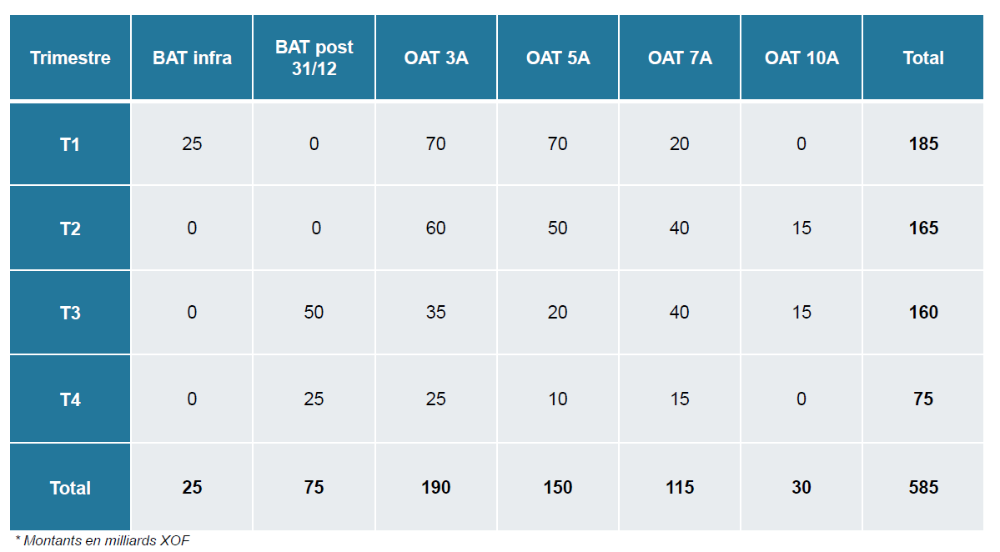 Trimestre BAT infra BAT post 31/12 OAT 3A OAT 5A OAT 7A OAT 10A Total
T1 25 0 70 70 20 0 185
T2 0 0 60 50 40 15 165
T3 0 50 35 20 40 15 160
T4 0 25 25 10 15 0 75
Total 25 75 190 150 115 30 585
* Montants en milliards XOF